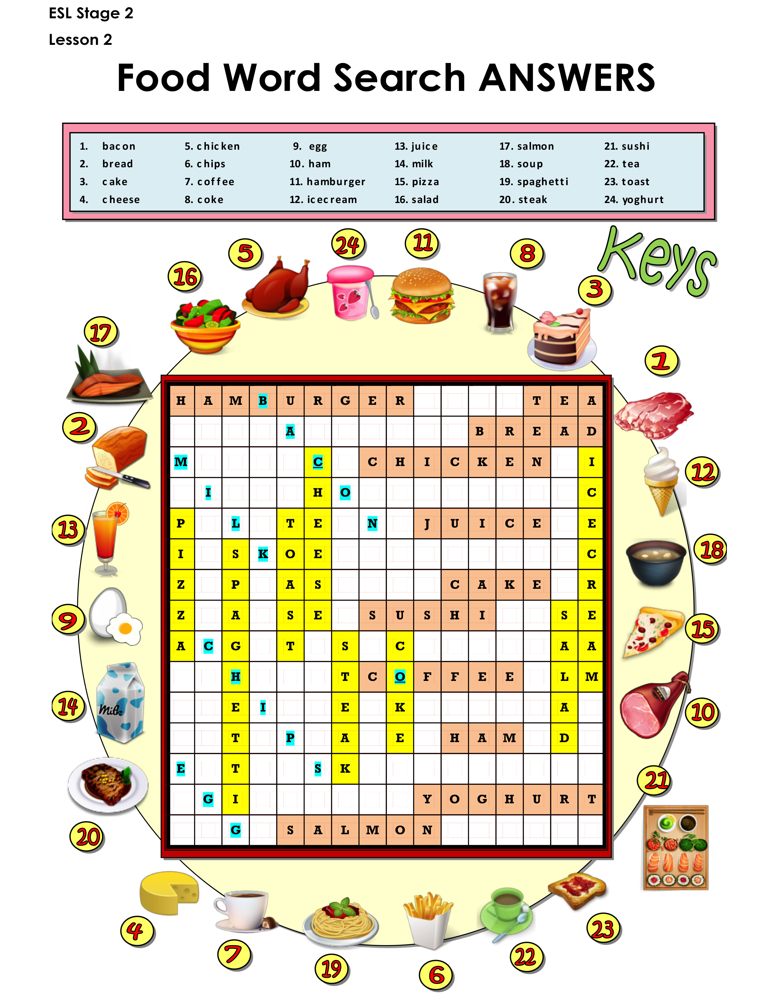 ESL Stage 2
Lesson 2
Food Word Search ANSWERS
1. bacon 5. chicken 9. egg 13. juice 17. salmon 21. sushi
2. bread 6. chips 10. ham 14. milk 18. soup 22. tea
3. cake 7. coffee 11. hamburger 15. pizza 19. spaghetti 23. toast
4. cheese 8. coke 12. icecream 16. salad 20. steak 24. yoghurt
Keys
24 11
5 8
16 3
17
1
2
12
13
18
9
15
14
10
21
20
4
23
7
22
19
6
Milk
H A M B U R G E R T E A
A B R E A D
M C C H I C K E N I
I H O C
P L T E N J U I C E E
I S K O E C
Z P A S C A K E R
Z A S E S U S H I S E
A C G T S C A A
H T C O F F E E L M
E I E K A
T P A E H A M D
E T S K
G I Y O G H U R T
G S A L M O N